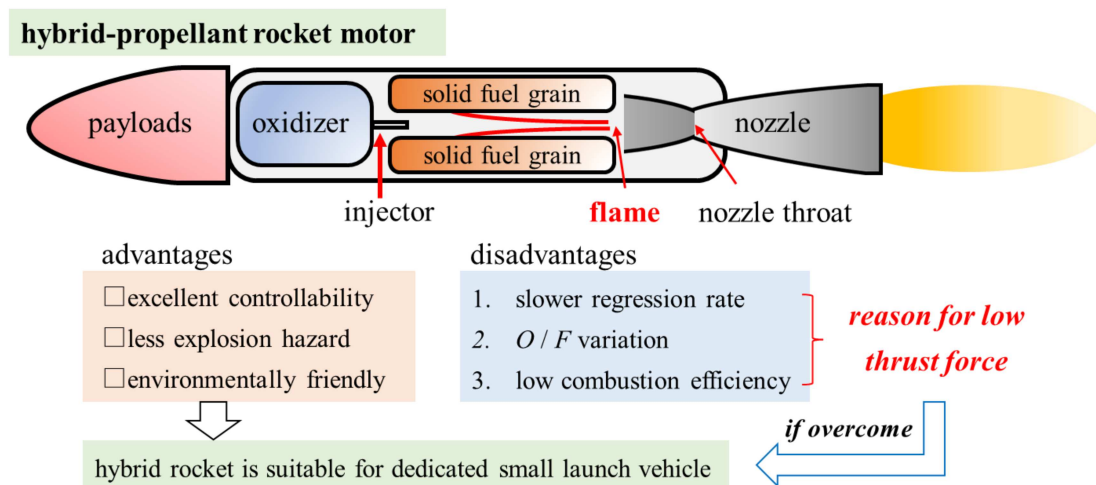 hybrid-propellant rocket motor
payloads
oxidizer
solid fuel grain
solid fuel grain
nozzle
injector
flame
nozzle throat
advantages
□excellent controllability
□less explosion hazard
□environmentally friendly
disadvantages
1. slower regression rate
2. O / F variation
3. low combustion efficiency
reason for low
thrust force
if overcome
hybrid rocket is suitable for dedicated small launch vehicle